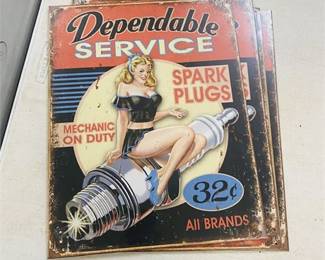 Dependable
SERVICE
SPARK
PLUGS
MECHANIC
ON DUTY
32¢
All BRANDS